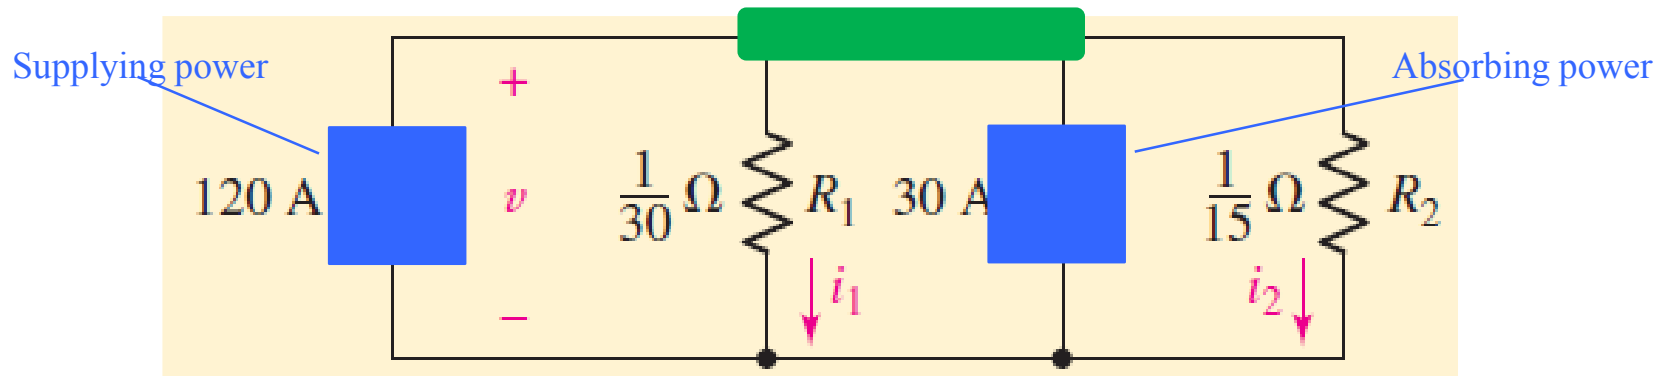 Supplying power
Absorbing power
+
120 A
v
1/30 Ω
R₁
30 A
1/15 Ω
R₂
i₁
i₂
−